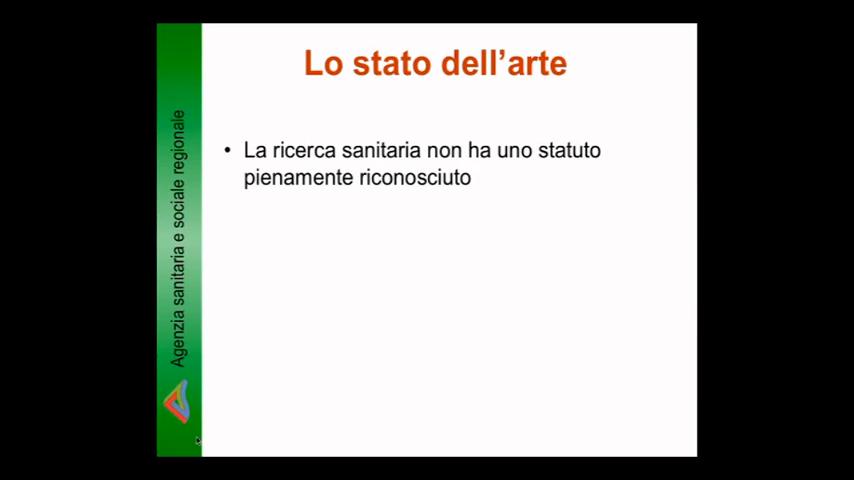 Lo stato dell’arte
• La ricerca sanitaria non ha uno statuto
pienamente riconosciuto
Agenzia sanitaria e sociale regionale